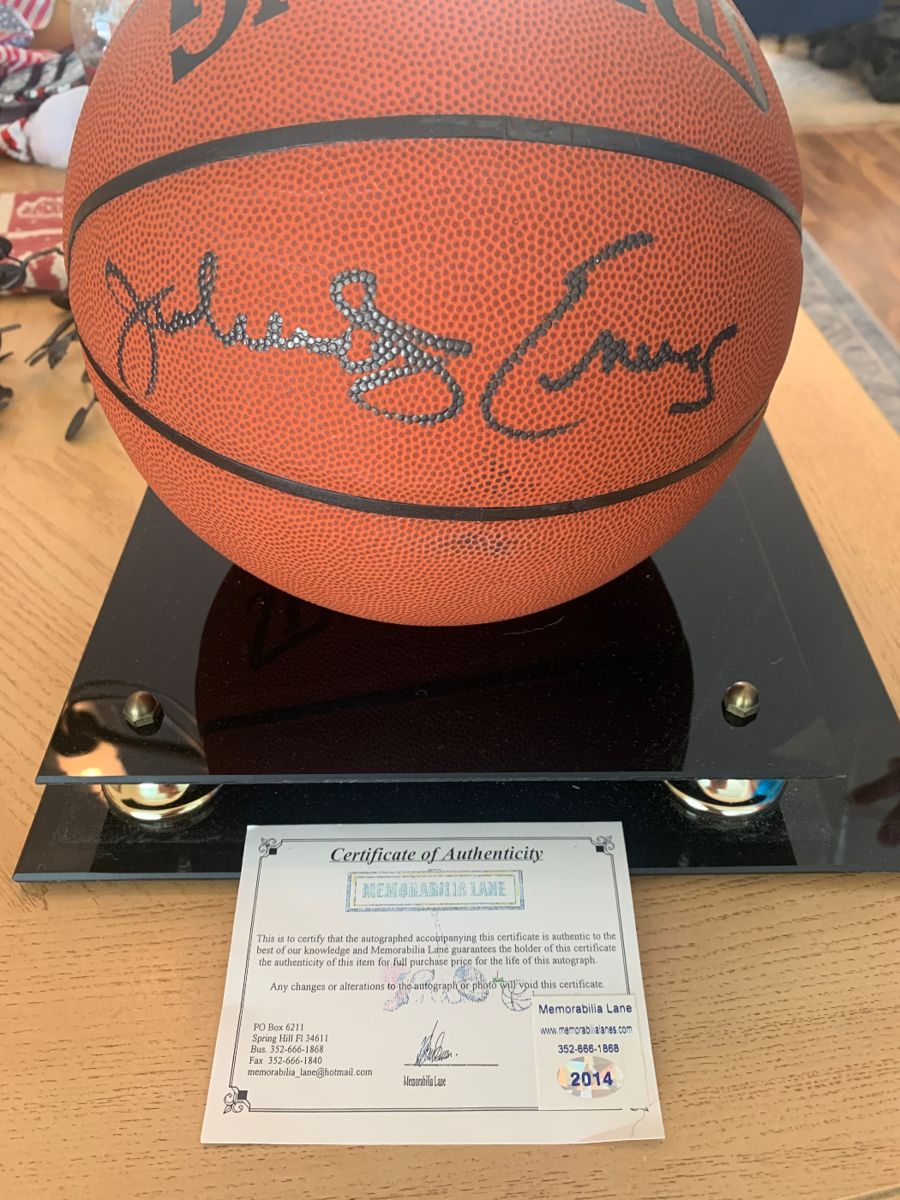 Julius Erving
Certificate of Authenticity
MEMORABILIA LANE
This is to certify that the autographed accompanying this certificate is authentic to the
best of our knowledge and Memorabilia Lane guarantees the holder of this certificate
the authenticity of this item for full purchase price for the life of this autograph.
Any changes or alterations to the autograph or photo will void this certificate.
PO Box 6211
Spring Hill Fl 34611
Bus. 352-666-1868
Fax 352-666-1840
memorabilia_lane@hotmail.com
Memorabilia Lane
Memorabilia Lane
www.memorabilialanes.com
352-666-1868
2014